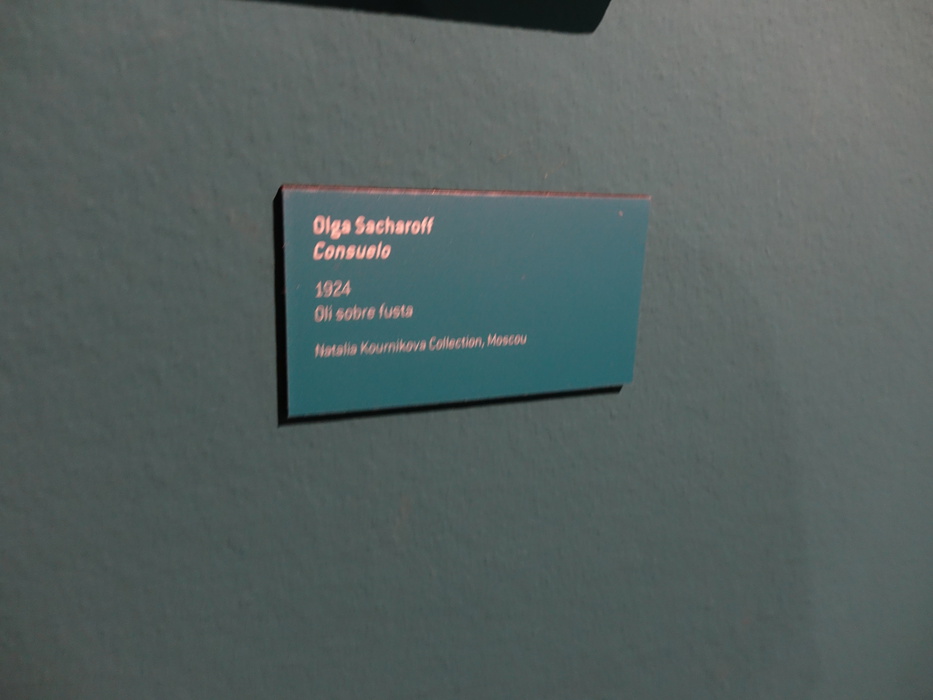 Olga Sacharoff
Consuelo
1924
Oli sobre fusta
Natalia Kournikova Collection, Moscou